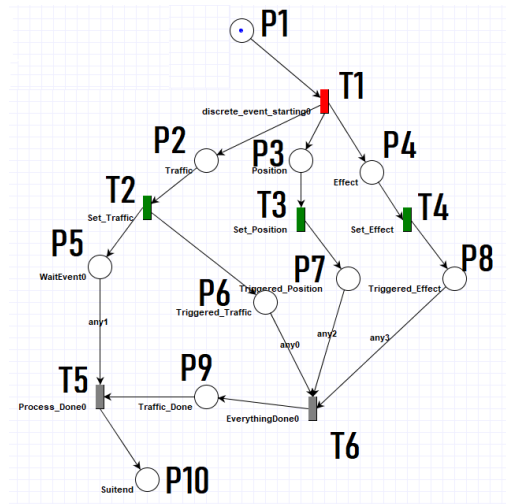 P1
T1
discrete_event_starting0
P2
P3
P4
Traffic
Position
Effect
T2
T3
T4
Set_Traffic
Set_Position
Set_Effect
P5
P6
P7
P8
WaitEvent0
Triggered_Position
Triggered_Effect
Triggered_Traffic
any1
any0
any2
any3
T5
P9
Process_Done0
Traffic_Done
EverythingDone0
T6
Suitend
P10